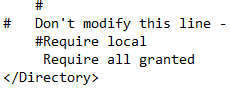 #
#   Don't modify this line -
#Require local
Require all granted
</Directory>